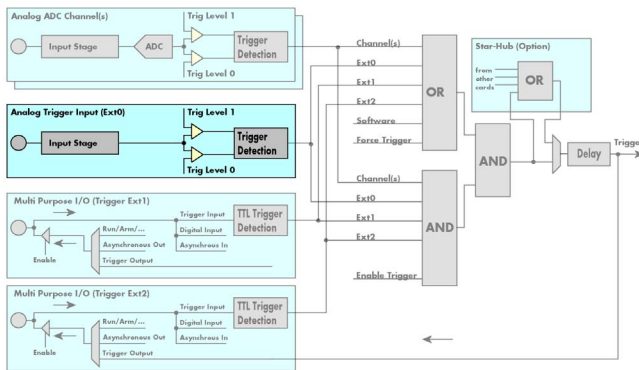 Analog ADC Channel(s)
Trig Level 1
Input Stage
ADC
Trigger
Detection
Trig Level 0
Analog Trigger Input (Ext0)
Trig Level 1
Input Stage
Trigger
Detection
Trig Level 0
Multi Purpose I/O (Trigger Ext1)
Trigger Input
TTL Trigger
Detection
Run/Arm/...
Digital Input
Asynchronous Out
Asynchrous In
Enable
Trigger Output
Multi Purpose I/O (Trigger Ext2)
Trigger Input
TTL Trigger
Detection
Run/Arm/...
Digital Input
Asynchronous Out
Asynchrous In
Enable
Trigger Output
Channel(s)
Ext0
Ext1
Ext2
Software
Force Trigger
OR
Channel(s)
Ext0
Ext1
Ext2
Enable Trigger
AND
AND
Star-Hub (Option)
from
other
cards
OR
Delay
Trigger